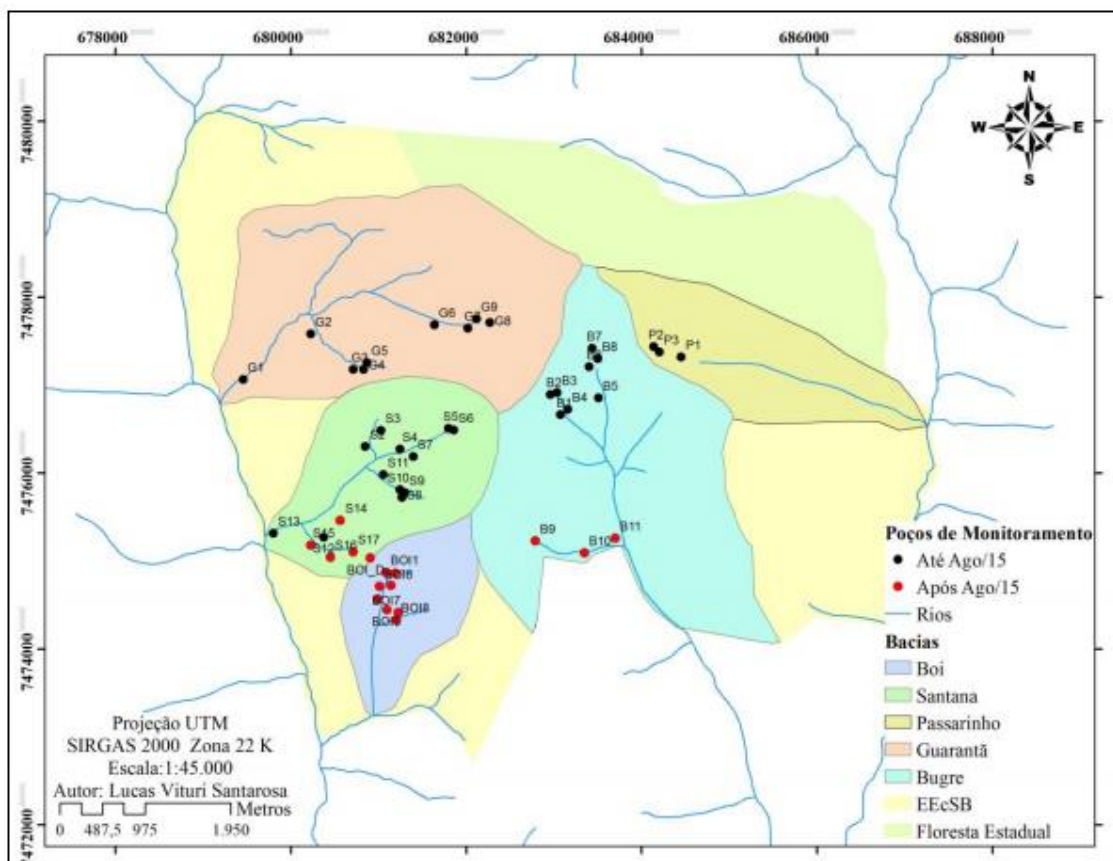 678000 680000 682000 684000 686000 688000
7480000
7478000
7476000
7474000
7472000
N
W E
S
G9
G6 G8
G2
G5
G4
G1
B7
B8
P2
P3
P1
B2
B3
B5
B1
B4
S3
S5
S6
S4
S7
S11
S10
S9
S14
S13
S15
S16
S17
B9
B10
B11
BOI1
BOI_D
BOI7
BOI8
Poços de Monitoramento
Até Ago/15
Após Ago/15
Rios
Bacias
Boi
Santana
Passarinho
Guarantã
Bugre
EEcSB
Floresta Estadual
Projeção UTM
SIRGAS 2000 Zona 22 K
Escala:1:45.000
Autor: Lucas Vituri Santarosa
Metros
0 487,5 975 1.950